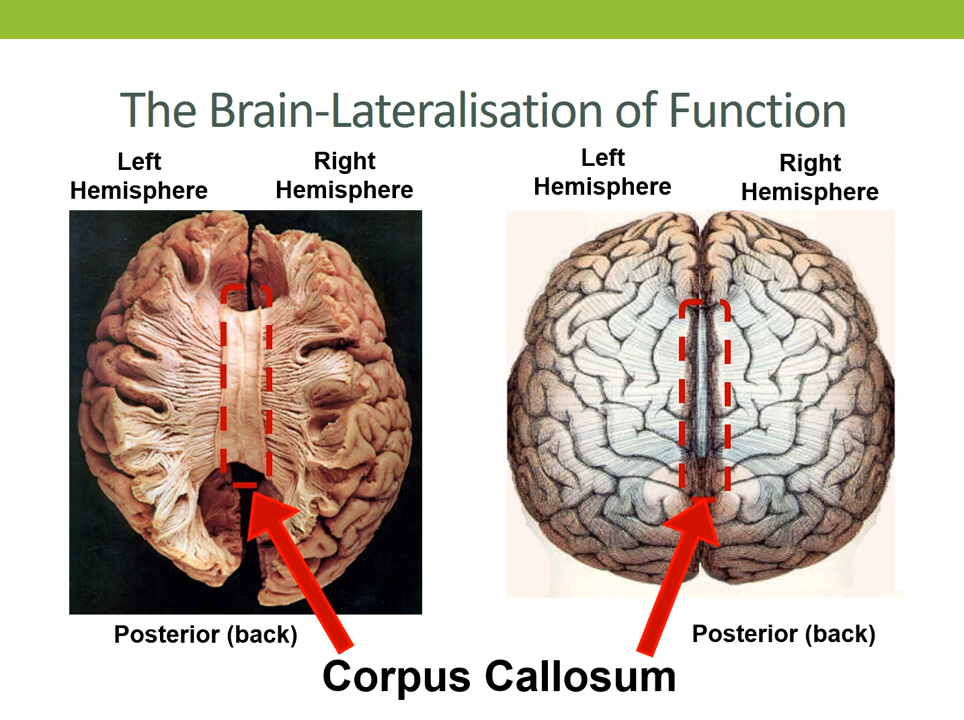 The Brain-Lateralisation of Function
Left
Hemisphere
Right
Hemisphere
Left
Hemisphere
Right
Hemisphere
Posterior (back)
Posterior (back)
Corpus Callosum